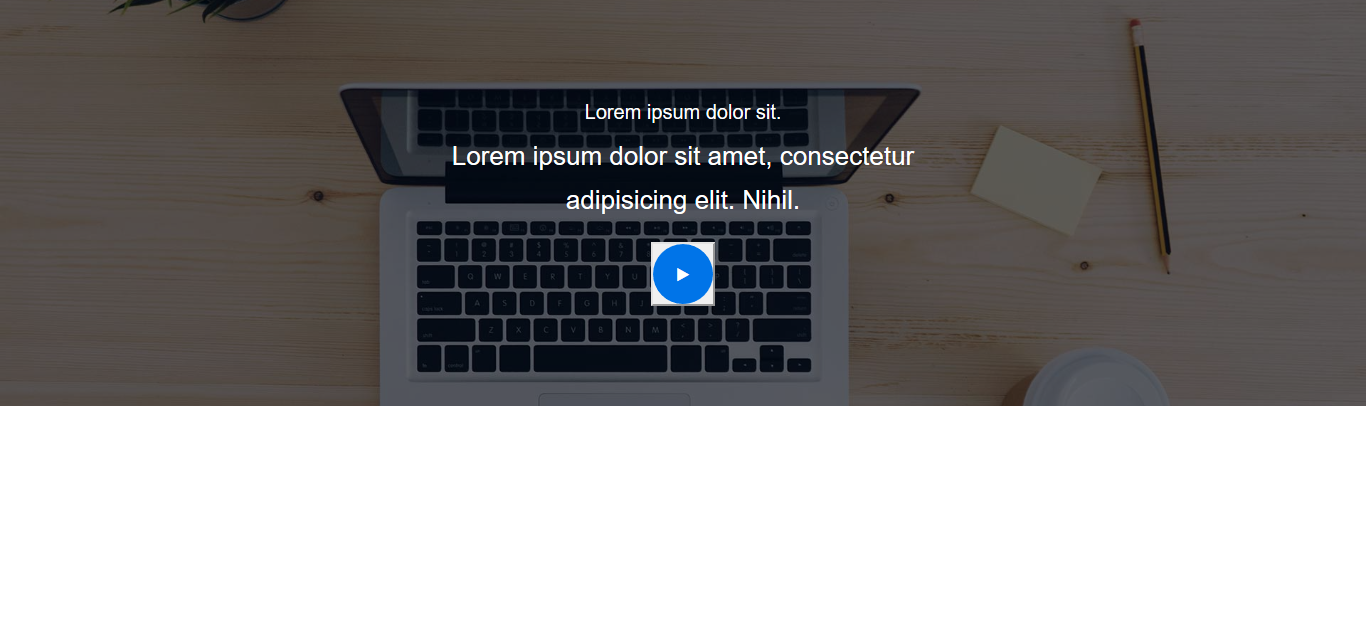 Lorem ipsum dolor sit.
Lorem ipsum dolor sit amet, consectetur
adipisicing elit. Nihil.
Q W E R T Y U
A S D F G H J
Z X C V B N M